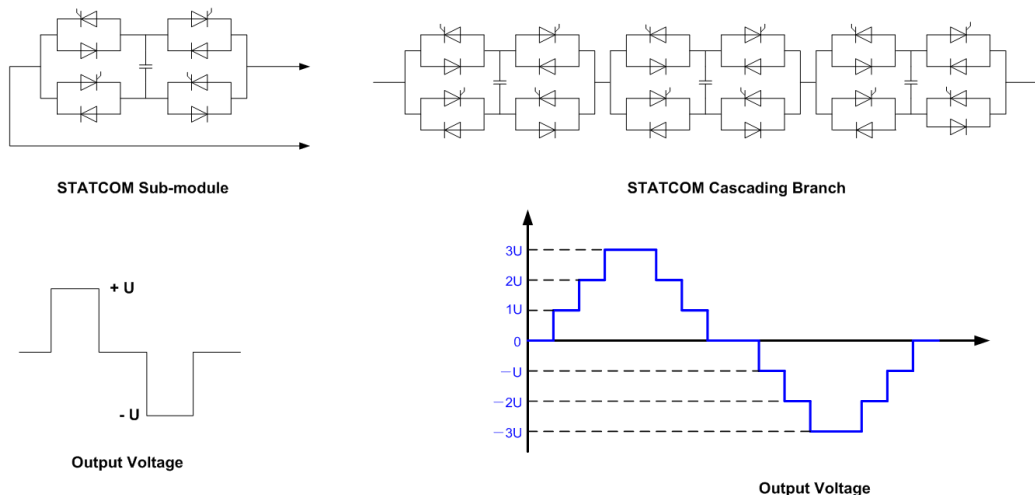 STATCOM Sub-module
STATCOM Cascading Branch
+ U
- U
Output Voltage
3U
2U
1U
0
—U
—2U
—3U
Output Voltage